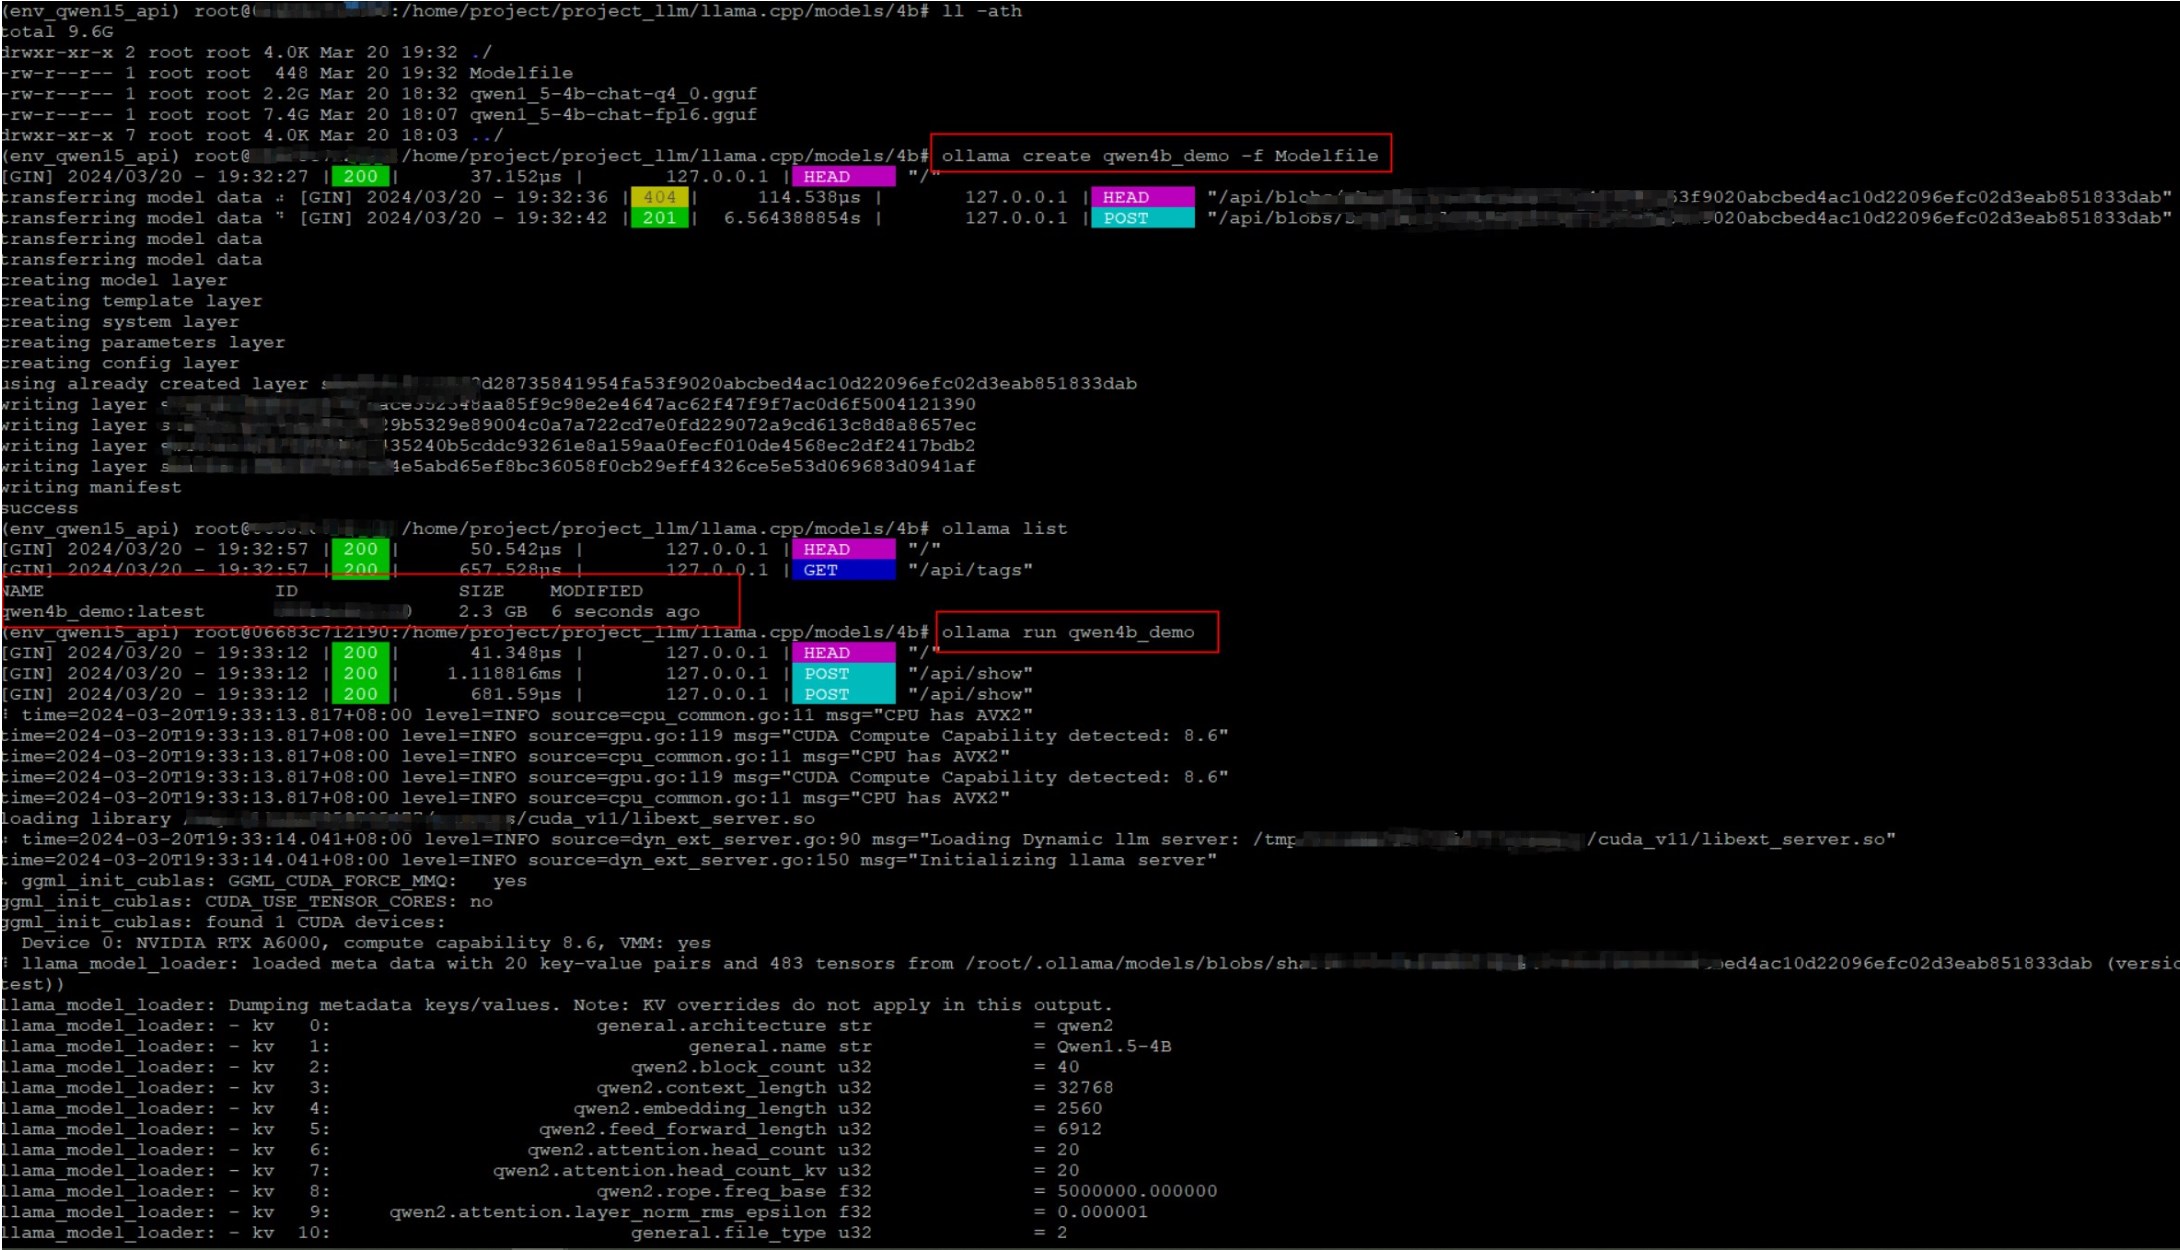 (env_qwen15_api) root@ :/home/project/project_llm/llama.cpp/models/4b# ll -ath
total 9.6G
drwxr-xr-x 2 root root 4.0K Mar 20 19:32 ./
-rw-r--r-- 1 root root  448 Mar 20 19:32 Modelfile
-rw-r--r-- 1 root root 2.2G Mar 20 18:32 qwen1_5-4b-chat-q4_0.gguf
-rw-r--r-- 1 root root 7.4G Mar 20 18:07 qwen1_5-4b-chat-fp16.gguf
drwxr-xr-x 7 root root 4.0K Mar 20 18:03 ../
(env_qwen15_api) root@ /home/project/project_llm/llama.cpp/models/4b# ollama create qwen4b_demo -f Modelfile
[GIN] 2024/03/20 - 19:32:27 | 200 | 37.152µs | 127.0.0.1 | HEAD "/"
transferring model data [GIN] 2024/03/20 - 19:32:36 | 404 | 114.538µs | 127.0.0.1 | HEAD "/api/blo 53f9020abcbed4ac10d22096efc02d3eab851833dab"
transferring model data [GIN] 2024/03/20 - 19:32:42 | 201 | 6.564388854s | 127.0.0.1 | POST "/api/blobs/ 020abcbed4ac10d22096efc02d3eab851833dab"
transferring model data
transferring model data
creating model layer
creating template layer
creating system layer
creating parameters layer
creating config layer
using already created layer d28735841954fa53f9020abcbed4ac10d22096efc02d3eab851833dab
writing layer ace352348aa85f9c98e2e4647ac62f47f9f7ac0d6f5004121390
writing layer 29b5329e89004c0a7a722cd7e0fd229072a9cd613c8d8a8657ec
writing layer 35240b5cddc93261e8a159aa0fecf010de4568ec2df2417bdb2
writing layer 4e5abd65ef8bc36058f0cb29eff4326ce5e53d069683d0941af
writing manifest
success
(env_qwen15_api) root@ /home/project/project_llm/llama.cpp/models/4b# ollama list
[GIN] 2024/03/20 - 19:32:57 | 200 | 50.542µs | 127.0.0.1 | HEAD "/"
[GIN] 2024/03/20 - 19:32:57 | 200 | 657.528µs | 127.0.0.1 | GET "/api/tags"
NAME ID SIZE MODIFIED
qwen4b_demo:latest 2.3 GB 6 seconds ago
(env_qwen15_api) root@06683c712190:/home/project/project_llm/llama.cpp/models/4b# ollama run qwen4b_demo
[GIN] 2024/03/20 - 19:33:12 | 200 | 41.348µs | 127.0.0.1 | HEAD "/"
[GIN] 2024/03/20 - 19:33:12 | 200 | 1.118816ms | 127.0.0.1 | POST "/api/show"
[GIN] 2024/03/20 - 19:33:12 | 200 | 681.59µs | 127.0.0.1 | POST "/api/show"
time=2024-03-20T19:33:13.817+08:00 level=INFO source=cpu_common.go:11 msg="CPU has AVX2"
time=2024-03-20T19:33:13.817+08:00 level=INFO source=gpu.go:119 msg="CUDA Compute Capability detected: 8.6"
time=2024-03-20T19:33:13.817+08:00 level=INFO source=cpu_common.go:11 msg="CPU has AVX2"
time=2024-03-20T19:33:13.817+08:00 level=INFO source=gpu.go:119 msg="CUDA Compute Capability detected: 8.6"
time=2024-03-20T19:33:13.817+08:00 level=INFO source=cpu_common.go:11 msg="CPU has AVX2"
loading library / s/cuda_v11/libext_server.so
time=2024-03-20T19:33:14.041+08:00 level=INFO source=dyn_ext_server.go:90 msg="Loading Dynamic llm server: /tmp /cuda_v11/libext_server.so"
time=2024-03-20T19:33:14.041+08:00 level=INFO source=dyn_ext_server.go:150 msg="Initializing llama server"
ggml_init_cublas: GGML_CUDA_FORCE_MMQ:   yes
ggml_init_cublas: CUDA_USE_TENSOR_CORES: no
ggml_init_cublas: found 1 CUDA devices:
Device 0: NVIDIA RTX A6000, compute capability 8.6, VMM: yes
llama_model_loader: loaded meta data with 20 key-value pairs and 483 tensors from /root/.ollama/models/blobs/sha ed4ac10d22096efc02d3eab851833dab (versio
test))
llama_model_loader: Dumping metadata keys/values. Note: KV overrides do not apply in this output.
llama_model_loader: - kv   0: general.architecture str = qwen2
llama_model_loader: - kv   1: general.name str = Qwen1.5-4B
llama_model_loader: - kv   2: qwen2.block_count u32 = 40
llama_model_loader: - kv   3: qwen2.context_length u32 = 32768
llama_model_loader: - kv   4: qwen2.embedding_length u32 = 2560
llama_model_loader: - kv   5: qwen2.feed_forward_length u32 = 6912
llama_model_loader: - kv   6: qwen2.attention.head_count u32 = 20
llama_model_loader: - kv   7: qwen2.attention.head_count_kv u32 = 20
llama_model_loader: - kv   8: qwen2.rope.freq_base f32 = 5000000.000000
llama_model_loader: - kv   9: qwen2.attention.layer_norm_rms_epsilon f32 = 0.000001
llama_model_loader: - kv  10: general.file_type u32 = 2